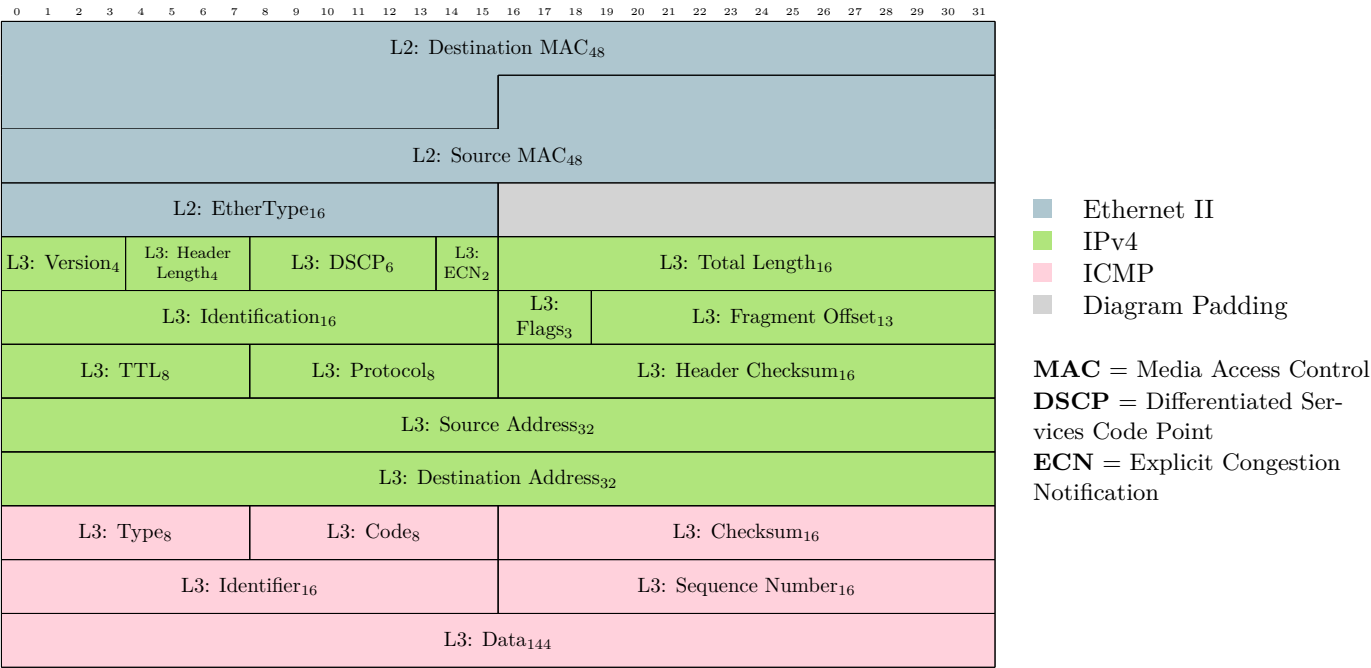 0 1 2 3 4 5 6 7 8 9 10 11 12 13 14 15 16 17 18 19 20 21 22 23 24 25 26 27 28 29 30 31
L2: Destination MAC48
L2: Source MAC48
L2: EtherType16
L3: Version4
L3: Header
Length4
L3: DSCP6
L3:
ECN2
L3: Total Length16
L3: Identification16
L3:
Flags3
L3: Fragment Offset13
L3: TTL8
L3: Protocol8
L3: Header Checksum16
L3: Source Address32
L3: Destination Address32
L3: Type8
L3: Code8
L3: Checksum16
L3: Identifier16
L3: Sequence Number16
L3: Data144
Ethernet II
IPv4
ICMP
Diagram Padding
MAC = Media Access Control
DSCP = Differentiated Ser-
vices Code Point
ECN = Explicit Congestion
Notification